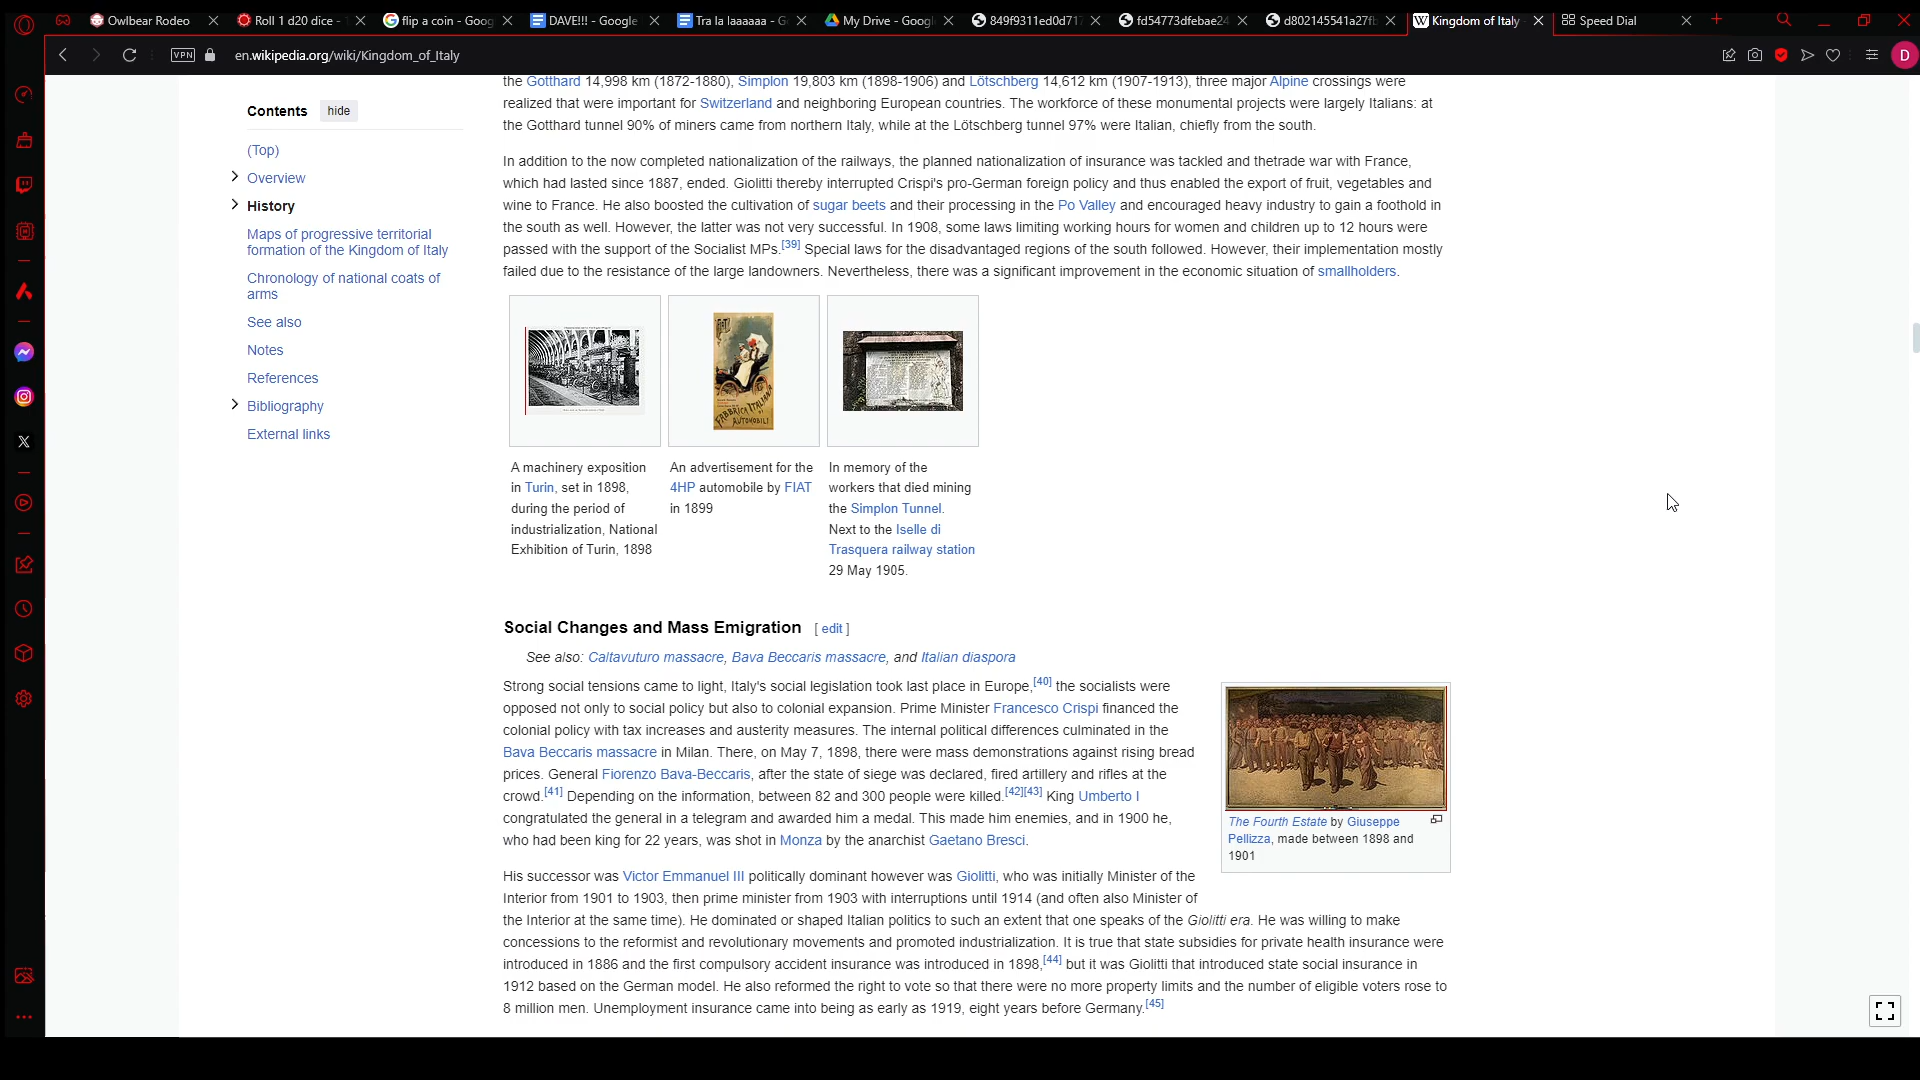 Owlbear Rodeo
Roll 1 d20 dice -
flip a coin - Goog
DAVE!!! - Google
Tra la laaaaaa - G
My Drive - Googl
849f9311ed0d71
fd54773dfebae24
d802145541a27f
Kingdom of Italy
Speed Dial
VPN
en.wikipedia.org/wiki/Kingdom_of_Italy
D
Contents
hide
(Top)
Overview
History
Maps of progressive territorial
formation of the Kingdom of Italy
Chronology of national coats of
arms
See also
Notes
References
Bibliography
External links
the Gotthard 14,998 km (1872-1880), Simplon 19,803 km (1898-1906) and Lötschberg 14,612 km (1907-1913), three major Alpine crossings were
realized that were important for Switzerland and neighboring European countries. The workforce of these monumental projects were largely Italians: at
the Gotthard tunnel 90% of miners came from northern Italy, while at the Lötschberg tunnel 97% were Italian, chiefly from the south.
In addition to the now completed nationalization of the railways, the planned nationalization of insurance was tackled and thetrade war with France,
which had lasted since 1887, ended. Giolitti thereby interrupted Crispi's pro-German foreign policy and thus enabled the export of fruit, vegetables and
wine to France. He also boosted the cultivation of sugar beets and their processing in the Po Valley and encouraged heavy industry to gain a foothold in
the south as well. However, the latter was not very successful. In 1908, some laws limiting working hours for women and children up to 12 hours were
passed with the support of the Socialist MPs.[39] Special laws for the disadvantaged regions of the south followed. However, their implementation mostly
failed due to the resistance of the large landowners. Nevertheless, there was a significant improvement in the economic situation of smallholders.
FIAT
FABBRICA ITALIANA
DI
AUTOMOBILI
A machinery exposition
in Turin, set in 1898,
during the period of
industrialization, National
Exhibition of Turin, 1898
An advertisement for the
4HP automobile by FIAT
in 1899
In memory of the
workers that died mining
the Simplon Tunnel.
Next to the Iselle di
Trasquera railway station
29 May 1905.
Social Changes and Mass Emigration [ edit ]
See also: Caltavuturo massacre, Bava Beccaris massacre, and Italian diaspora
Strong social tensions came to light, Italy's social legislation took last place in Europe,[40] the socialists were
opposed not only to social policy but also to colonial expansion. Prime Minister Francesco Crispi financed the
colonial policy with tax increases and austerity measures. The internal political differences culminated in the
Bava Beccaris massacre in Milan. There, on May 7, 1898, there were mass demonstrations against rising bread
prices. General Fiorenzo Bava-Beccaris, after the state of siege was declared, fired artillery and rifles at the
crowd.[41] Depending on the information, between 82 and 300 people were killed.[42][43] King Umberto I
congratulated the general in a telegram and awarded him a medal. This made him enemies, and in 1900 he,
who had been king for 22 years, was shot in Monza by the anarchist Gaetano Bresci.
The Fourth Estate by Giuseppe
Pellizza, made between 1898 and
1901
His successor was Victor Emmanuel III politically dominant however was Giolitti, who was initially Minister of the
Interior from 1901 to 1903, then prime minister from 1903 with interruptions until 1914 (and often also Minister of
the Interior at the same time). He dominated or shaped Italian politics to such an extent that one speaks of the Giolitti era. He was willing to make
concessions to the reformist and revolutionary movements and promoted industrialization. It is true that state subsidies for private health insurance were
introduced in 1886 and the first compulsory accident insurance was introduced in 1898,[44] but it was Giolitti that introduced state social insurance in
1912 based on the German model. He also reformed the right to vote so that there were no more property limits and the number of eligible voters rose to
8 million men. Unemployment insurance came into being as early as 1919, eight years before Germany.[45]